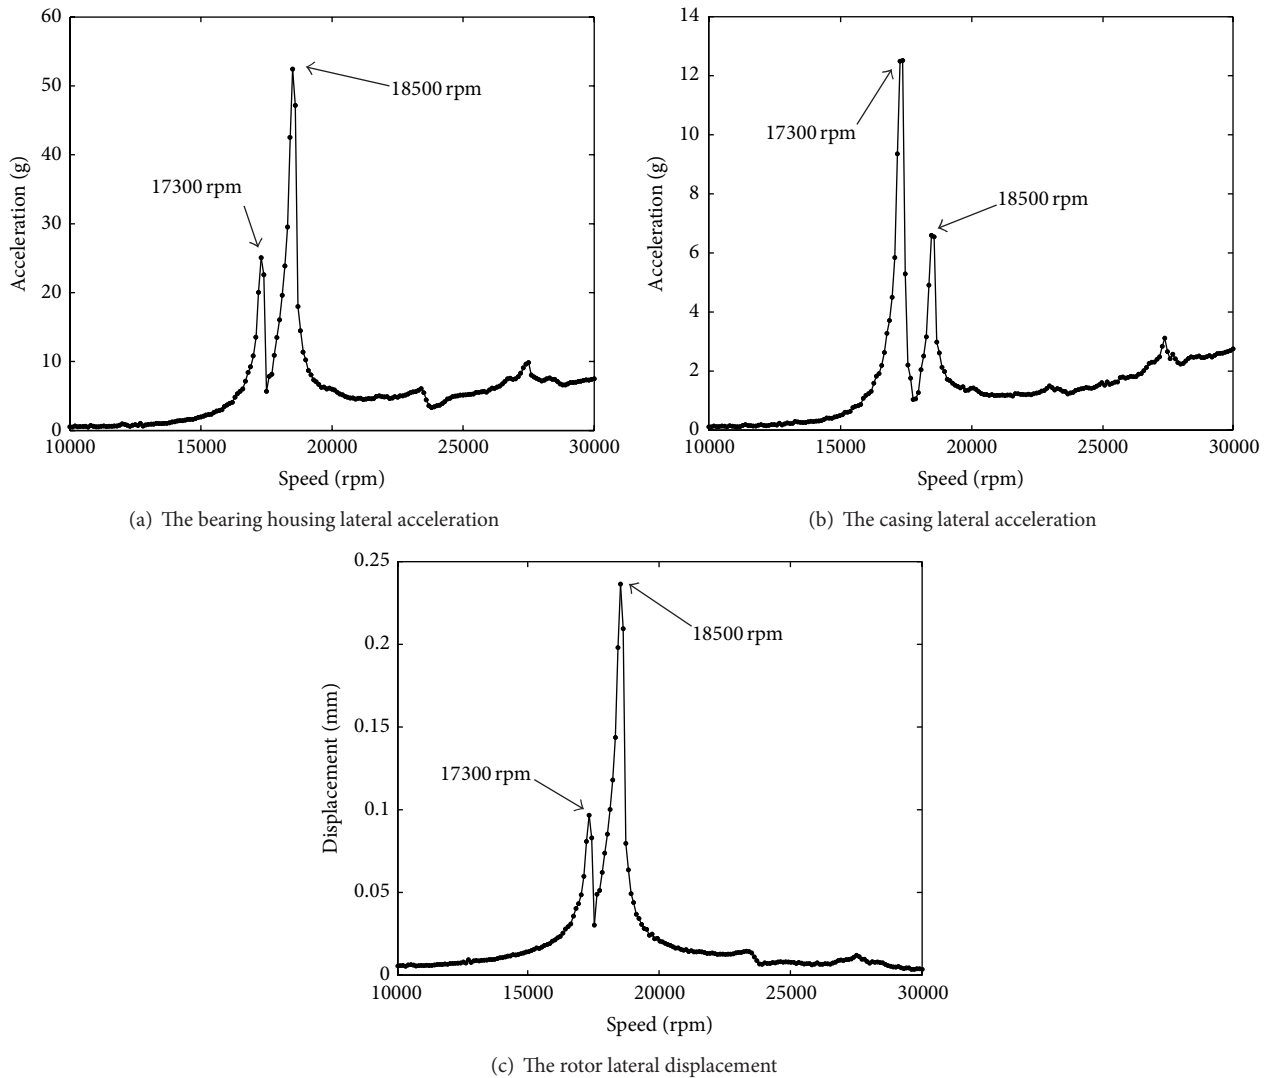 60
50
40
30
20
10
0
Acceleration (g)
18500 rpm
17300 rpm
10000 15000 20000 25000 30000
Speed (rpm)
(a) The bearing housing lateral acceleration
14
12
10
8
6
4
2
0
Acceleration (g)
17300 rpm
18500 rpm
10000 15000 20000 25000 30000
Speed (rpm)
(b) The casing lateral acceleration
0.25
0.2
0.15
0.1
0.05
0
Displacement (mm)
18500 rpm
17300 rpm
10000 15000 20000 25000 30000
Speed (rpm)
(c) The rotor lateral displacement